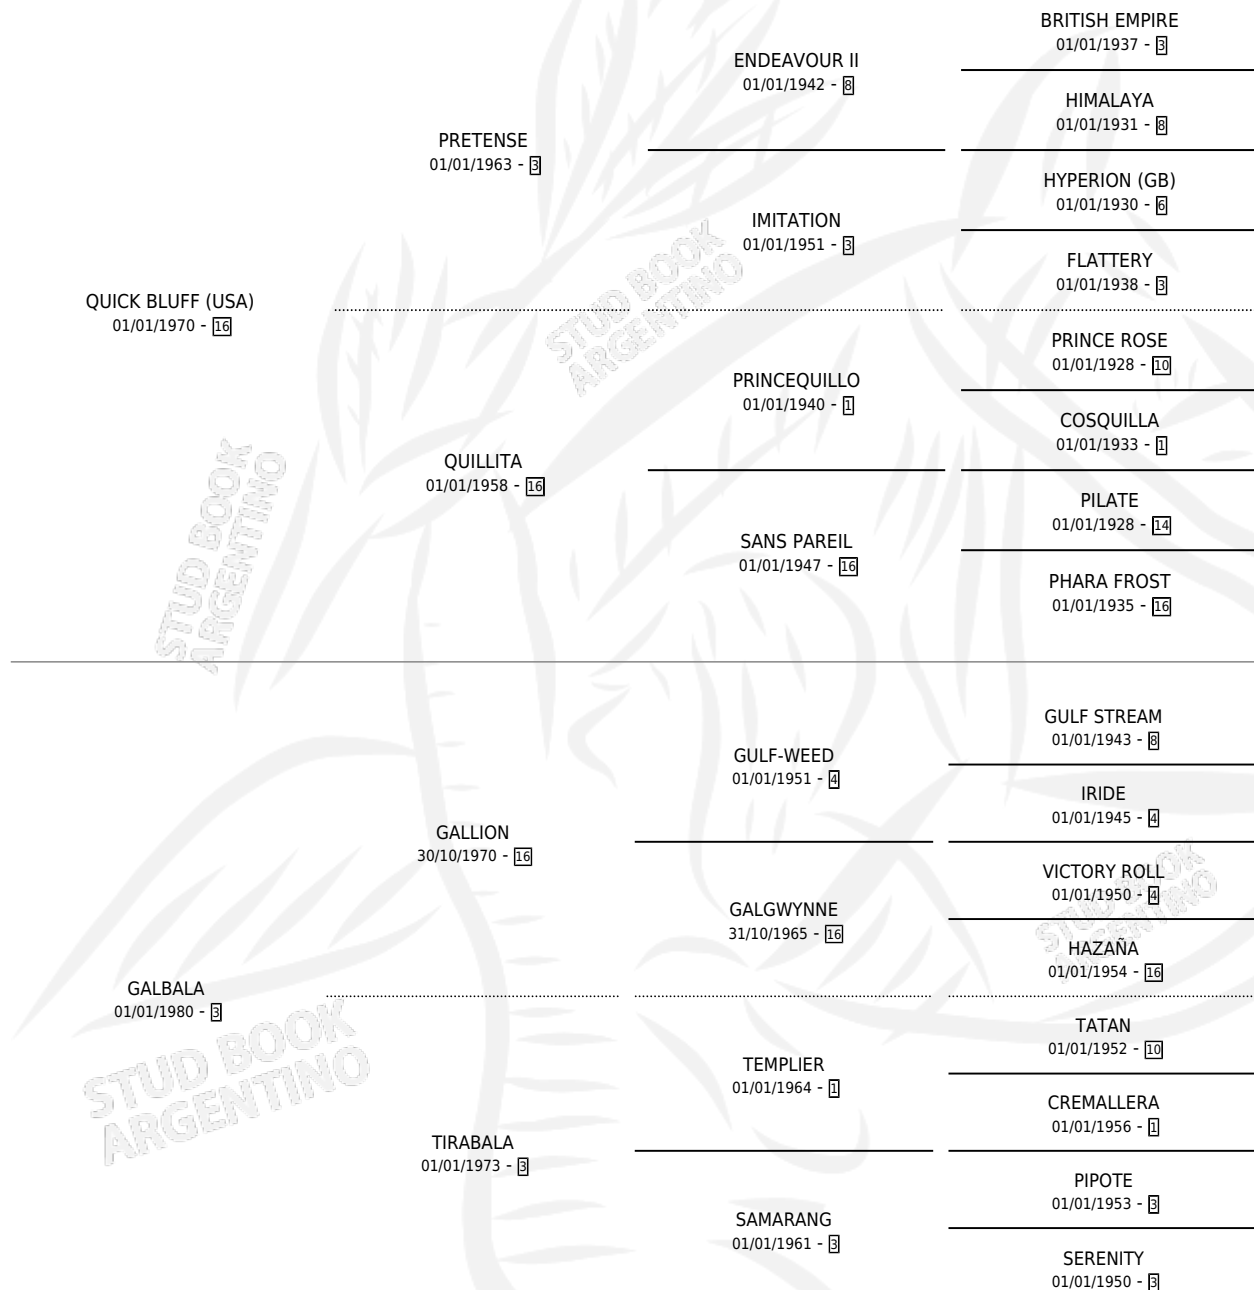 BRITISH EMPIRE
01/01/1937 - 3
ENDEAVOUR II
01/01/1942 - 8
HIMALAYA
01/01/1931 - 8
PRETENSE
01/01/1963 - 3
HYPERION (GB)
01/01/1930 - 6
IMITATION
01/01/1951 - 3
FLATTERY
01/01/1938 - 3
QUICK BLUFF (USA)
01/01/1970 - 16
PRINCE ROSE
01/01/1928 - 10
PRINCEQUILLO
01/01/1940 - 1
COSQUILLA
01/01/1933 - 1
QUILLITA
01/01/1958 - 16
PILATE
01/01/1928 - 14
SANS PAREIL
01/01/1947 - 16
PHARA FROST
01/01/1935 - 16
GULF STREAM
01/01/1943 - 8
GULF-WEED
01/01/1951 - 4
IRIDE
01/01/1945 - 4
GALLION
30/10/1970 - 16
VICTORY ROLL
01/01/1950 - 4
GALGWYNNE
31/10/1965 - 16
HAZAÑA
01/01/1954 - 16
GALBALA
01/01/1980 - 3
TATAN
01/01/1952 - 10
TEMPLIER
01/01/1964 - 1
CREMALLERA
01/01/1956 - 1
TIRABALA
01/01/1973 - 3
PIPOTE
01/01/1953 - 3
SAMARANG
01/01/1961 - 3
SERENITY
01/01/1950 - 3
STUD BOOK
ARGENTINO
STUD BOOK
ARGENTINO
STUD BOOK
ARGENTINO
STUD BOOK
ARGENTINO